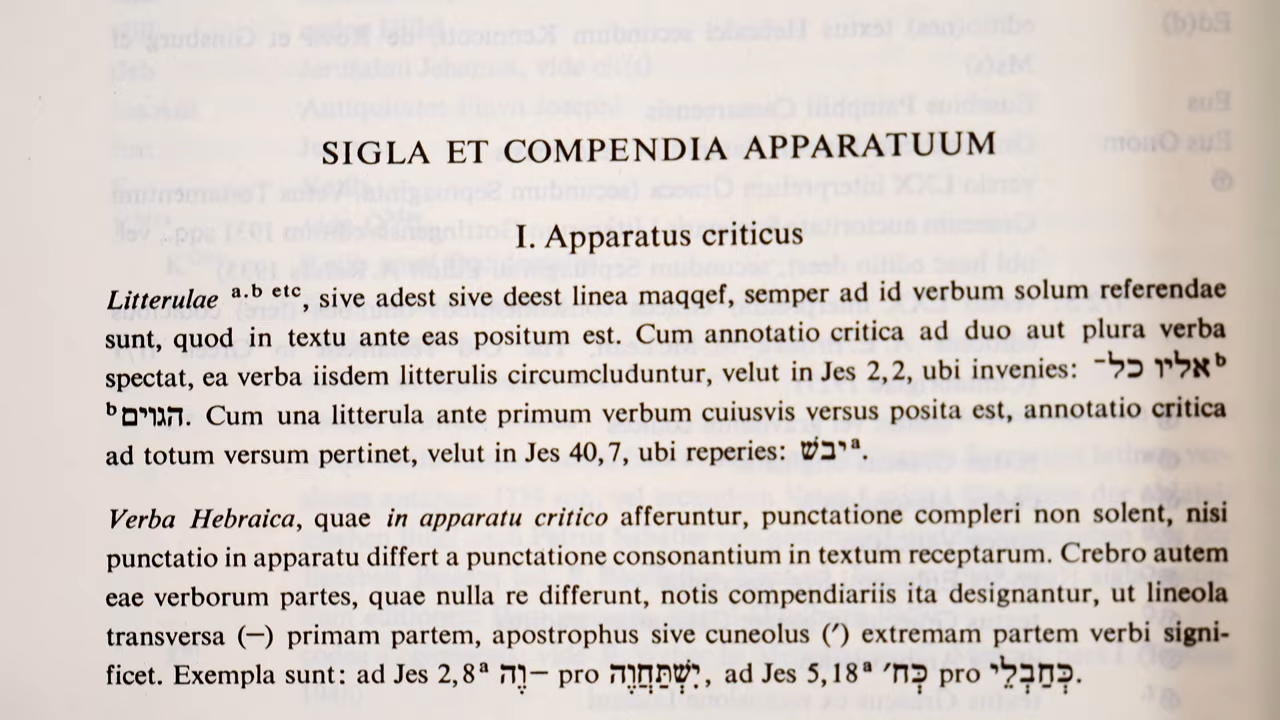 SIGLA ET COMPENDIA APPARATUUM
I. Apparatus criticus
Litterulae a.b etc, sive adest sive deest linea maqqef, semper ad id verbum solum referendae
sunt, quod in textu ante eas positum est. Cum annotatio critica ad duo aut plura verba
spectat, ea verba iisdem litterulis circumcluduntur, velut in Jes 2,2, ubi invenies: ᵇאליו כל־
ᵇהגוים. Cum una litterula ante primum verbum cuiusvis versus posita est, annotatio critica
ad totum versum pertinet, velut in Jes 40,7, ubi reperies: ᵃיבשׁ.
Verba Hebraica, quae in apparatu critico afferuntur, punctatione compleri non solent, nisi
punctatio in apparatu differt a punctatione consonantium in textum receptarum. Crebro autem
eae verborum partes, quae nulla re differunt, notis compendiariis ita designantur, ut lineola
transversa (—) primam partem, apostrophus sive cuneolus (′) extremam partem verbi signi-
ficet. Exempla sunt: ad Jes 2,8ᵃ —וֶה pro יִשְׁתַּחֲוֶה, ad Jes 5,18ᵃ כְּח׳ pro כְּחַבְלֵי.